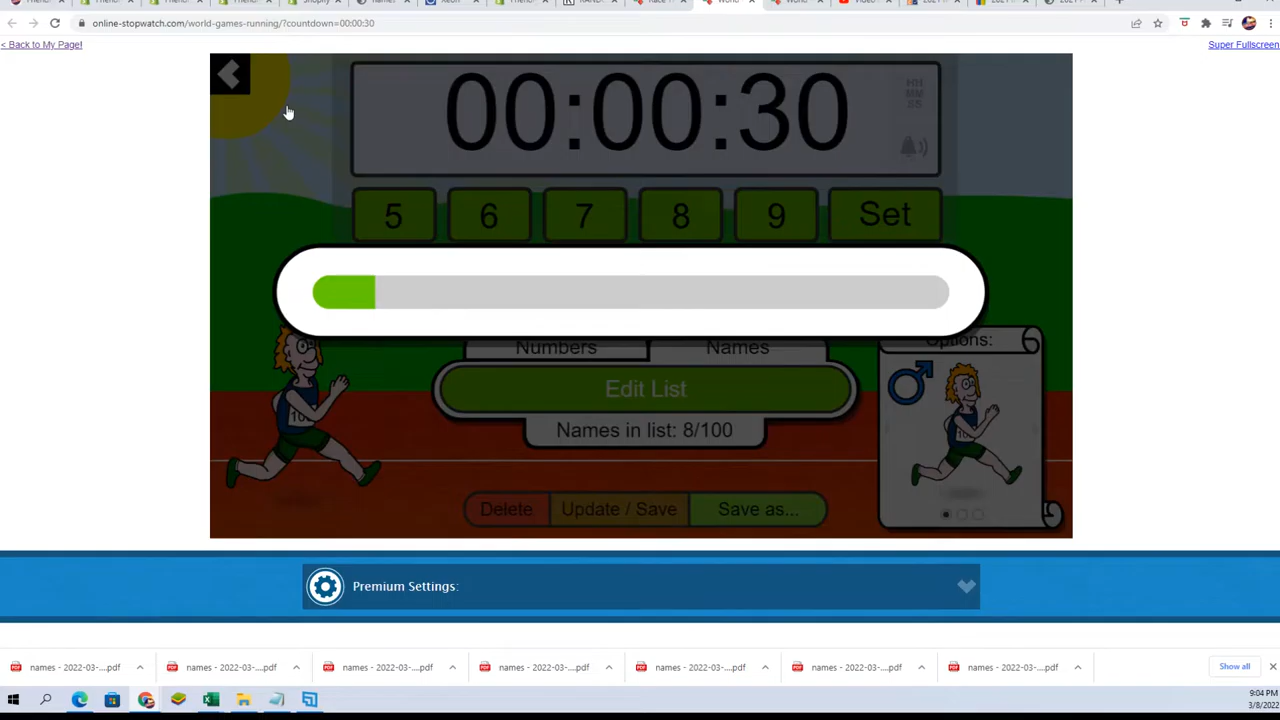 online-stopwatch.com/world-games-running/?countdown=00:00:30
< Back to My Page!
Super Fullscreen
00:00:30
HH
MM
SS
5 6 7 8 9 Set
Numbers Names
Options:
Edit List
Names in list: 8/100
Delete Update / Save Save as...
Premium Settings:
names - 2022-03-....pdf names - 2022-03-....pdf names - 2022-03-....pdf names - 2022-03-....pdf names - 2022-03-....pdf names - 2022-03-....pdf names - 2022-03-....pdf Show all
9:04 PM
3/8/2022